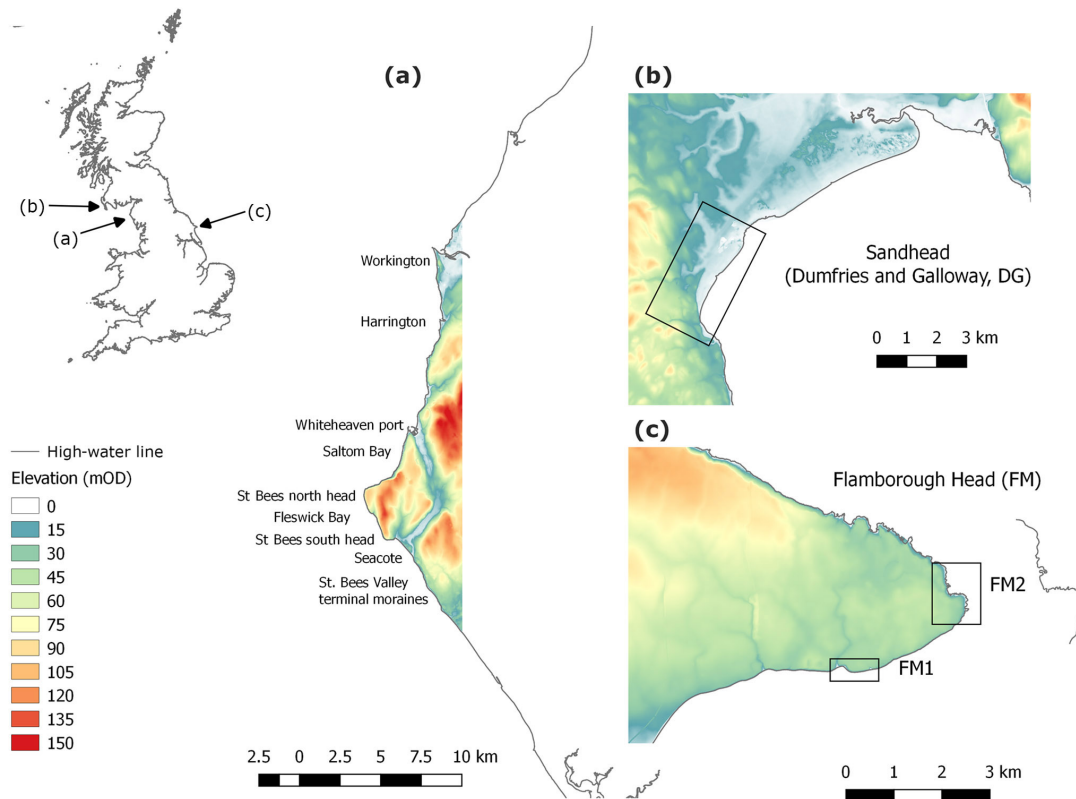 (a)
(b)
(c)
(b)
(a)
(c)
Workington
Harrington
Whiteheaven port
Saltom Bay
St Bees north head
Fleswick Bay
St Bees south head
Seacote
St. Bees Valley
terminal moraines
High-water line
Elevation (mOD)
0
15
30
45
60
75
90
105
120
135
150
2.5 0 2.5 5 7.5 10 km
Sandhead
(Dumfries and Galloway, DG)
0 1 2 3 km
Flamborough Head (FM)
FM2
FM1
0 1 2 3 km